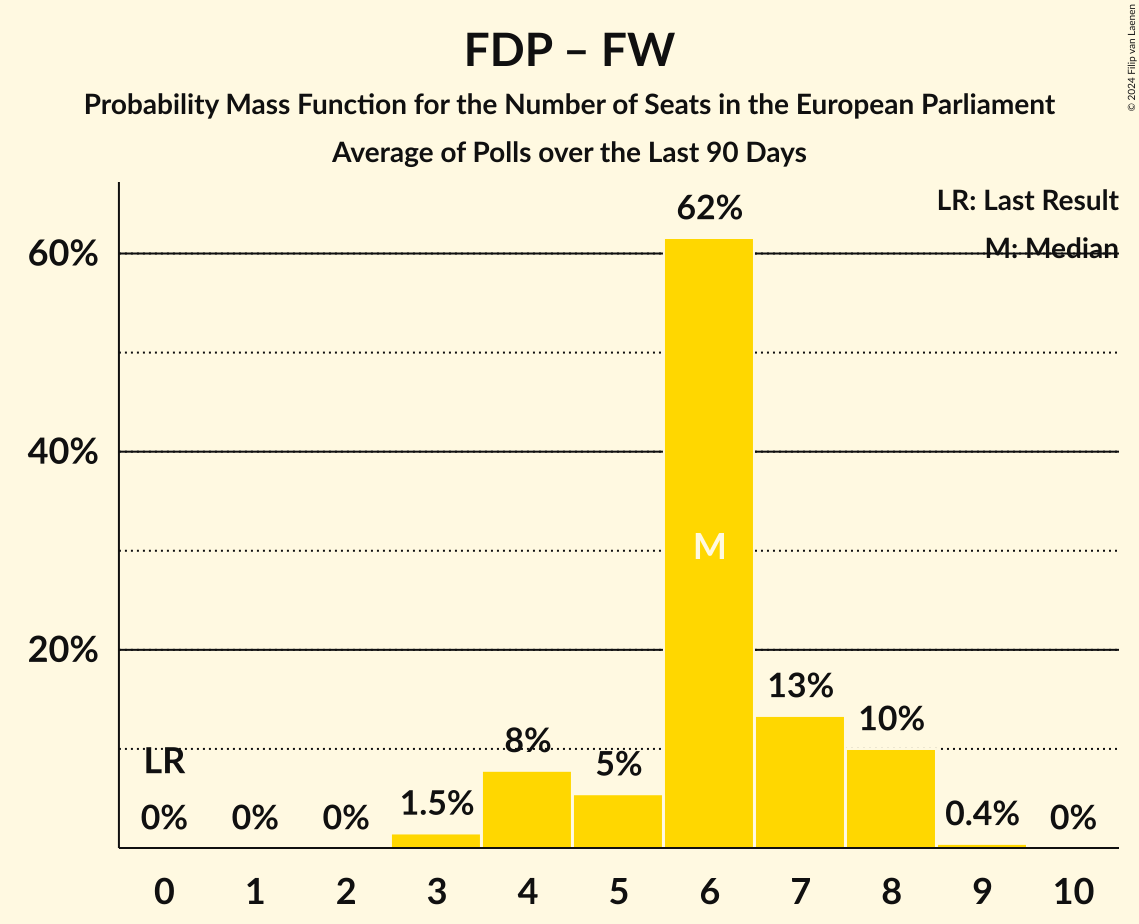 FDP – FW
Probability Mass Function for the Number of Seats in the European Parliament
Average of Polls over the Last 90 Days
© 2024 Filip van Laenen
LR: Last Result
M: Median
60%
40%
20%
LR
0%
0%
0%
1.5%
8%
5%
62%
M
13%
10%
0.4%
0%
0 1 2 3 4 5 6 7 8 9 10